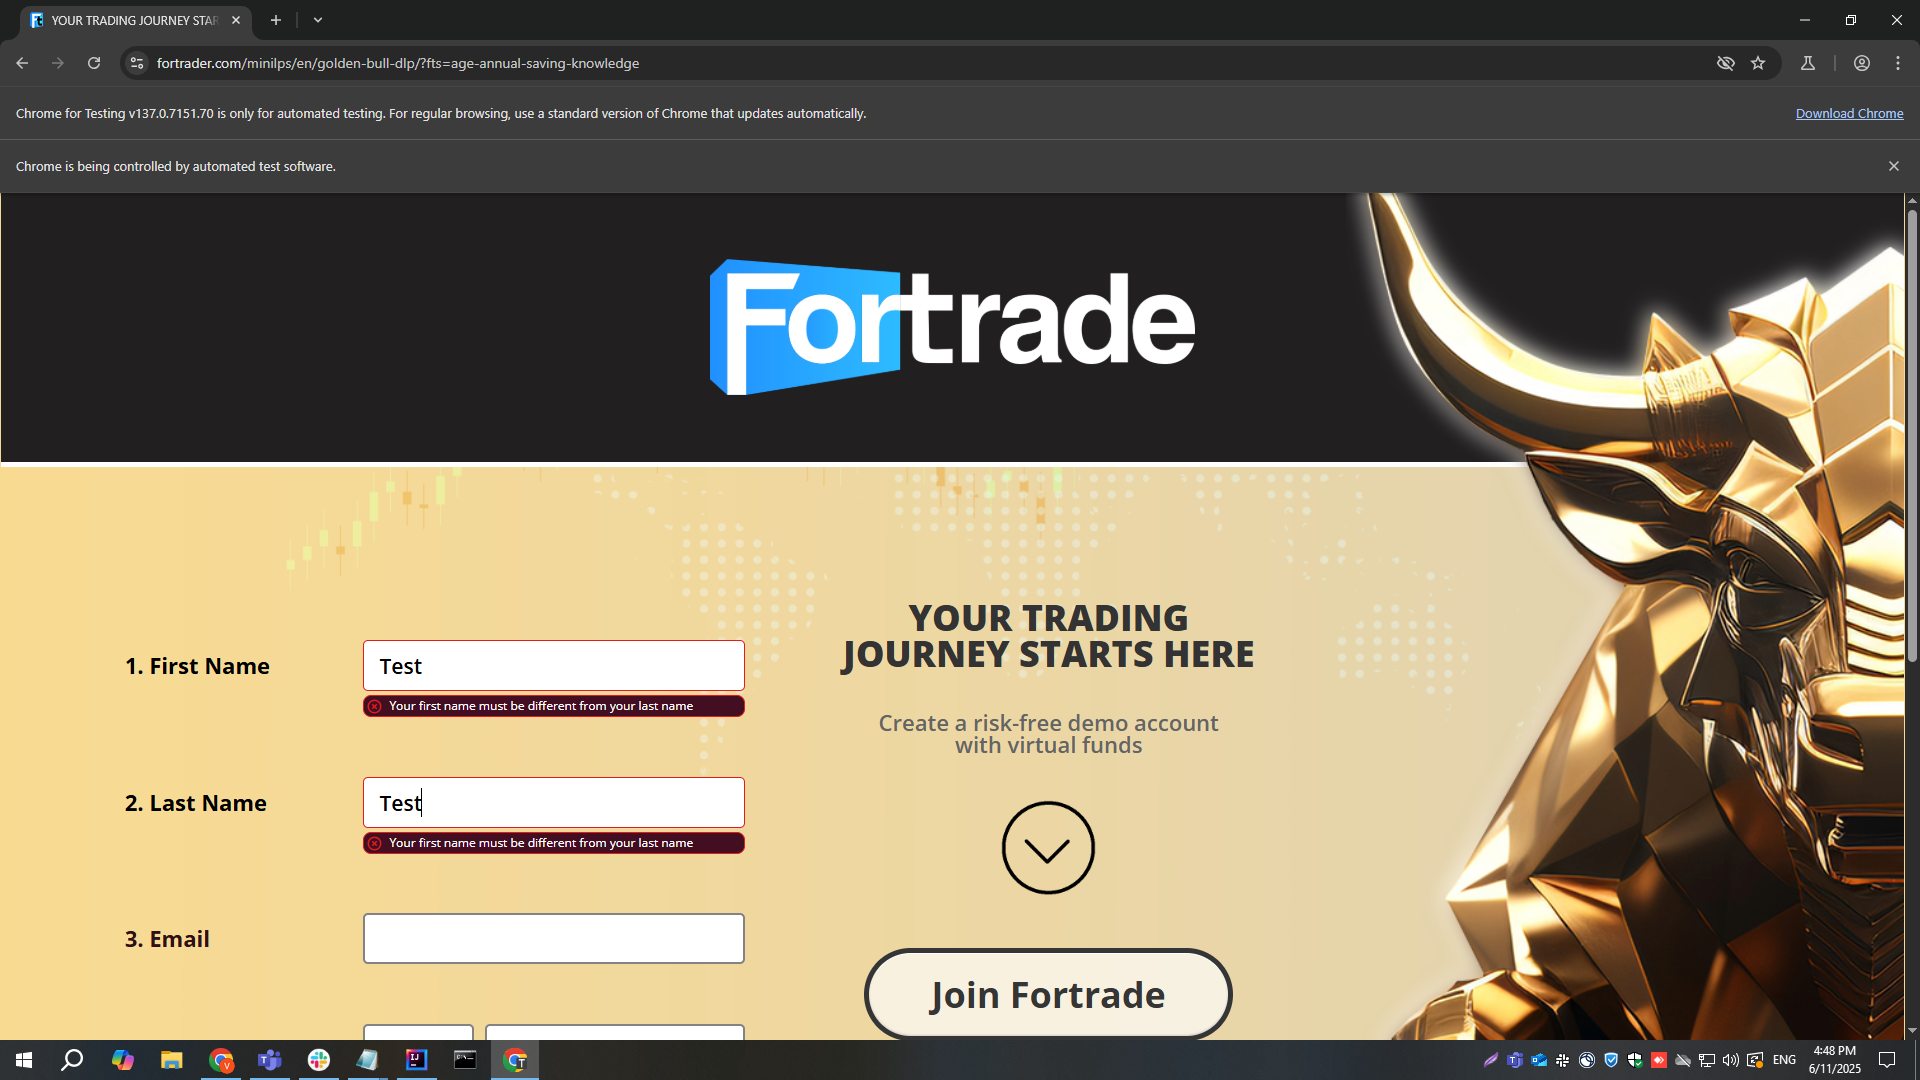 YOUR TRADING JOURNEY STAR
fortrader.com/minilps/en/golden-bull-dlp/?fts=age-annual-saving-knowledge
Chrome for Testing v137.0.7151.70 is only for automated testing. For regular browsing, use a standard version of Chrome that updates automatically.
Download Chrome
Chrome is being controlled by automated test software.
Fortrade
YOUR TRADING
JOURNEY STARTS HERE
1. First Name
Test
Your first name must be different from your last name
Create a risk-free demo account
with virtual funds
2. Last Name
Test
Your first name must be different from your last name
3. Email
Join Fortrade
ENG
4:48 PM
6/11/2025